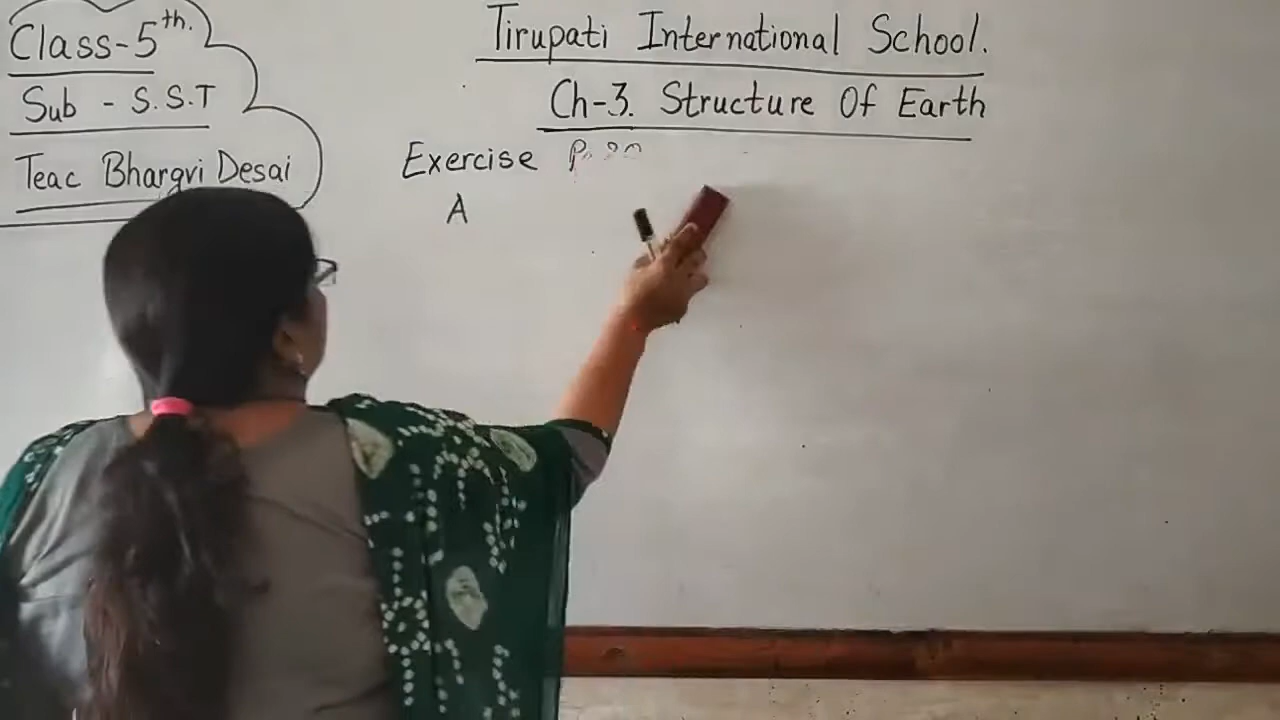 Class-5th.
Sub - S.S.T
Teac Bhargvi Desai
Tirupati International School.
Ch-3. Structure Of Earth
Exercise
A